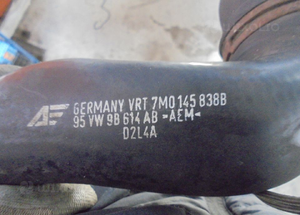 AE GERMANY VRT 7M0 145 838B
95 VW 9B 614 AB >AEM<
D2L4A